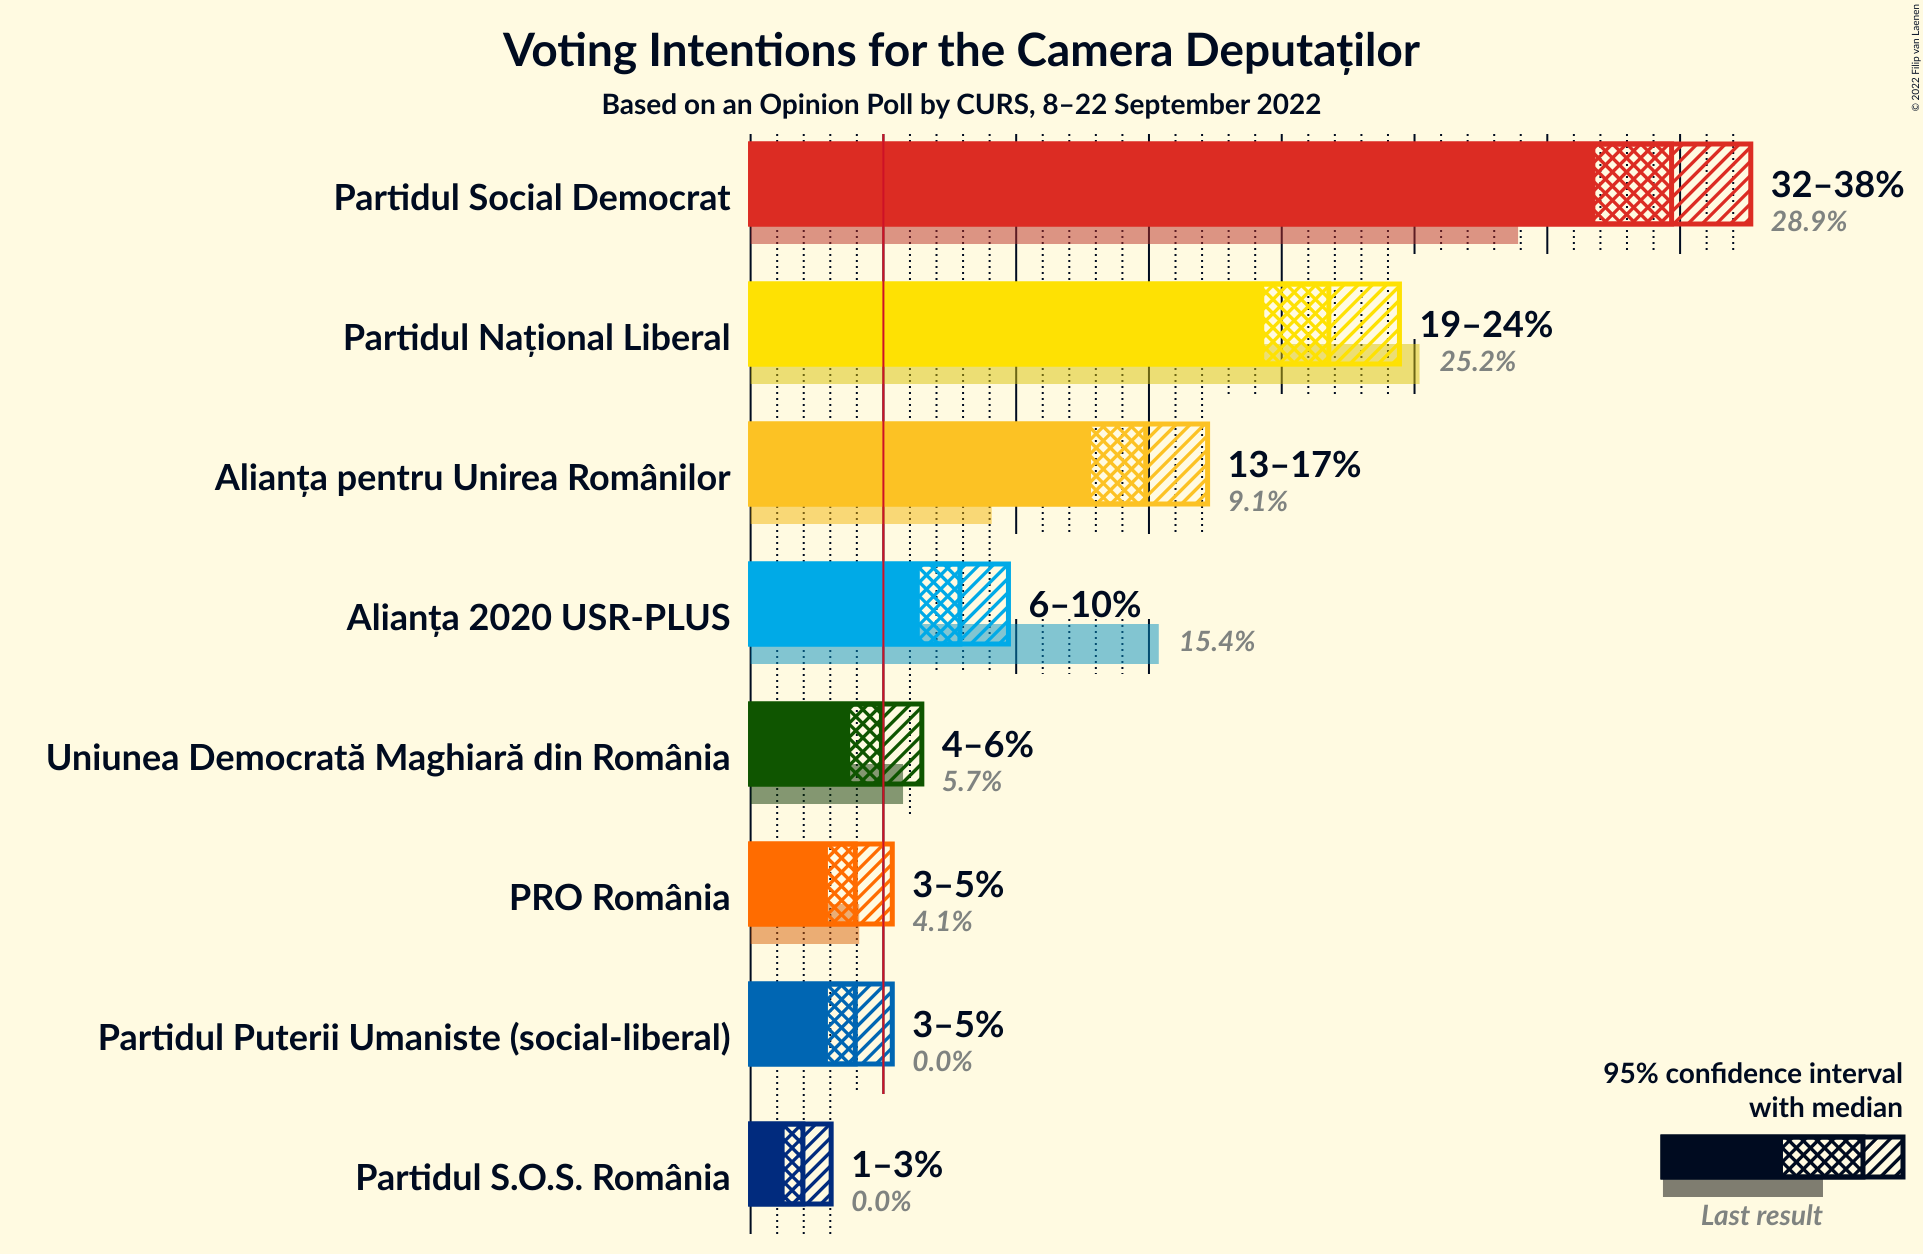 Voting Intentions for the Camera Deputaților
Based on an Opinion Poll by CURS, 8–22 September 2022
© 2022 Filip van Laenen
Partidul Social Democrat
32–38%
28.9%
Partidul Național Liberal
19–24%
25.2%
Alianța pentru Unirea Românilor
13–17%
9.1%
Alianța 2020 USR-PLUS
6–10%
15.4%
Uniunea Democrată Maghiară din România
4–6%
5.7%
PRO România
3–5%
4.1%
Partidul Puterii Umaniste (social-liberal)
3–5%
0.0%
Partidul S.O.S. România
1–3%
0.0%
95% confidence interval
with median
Last result